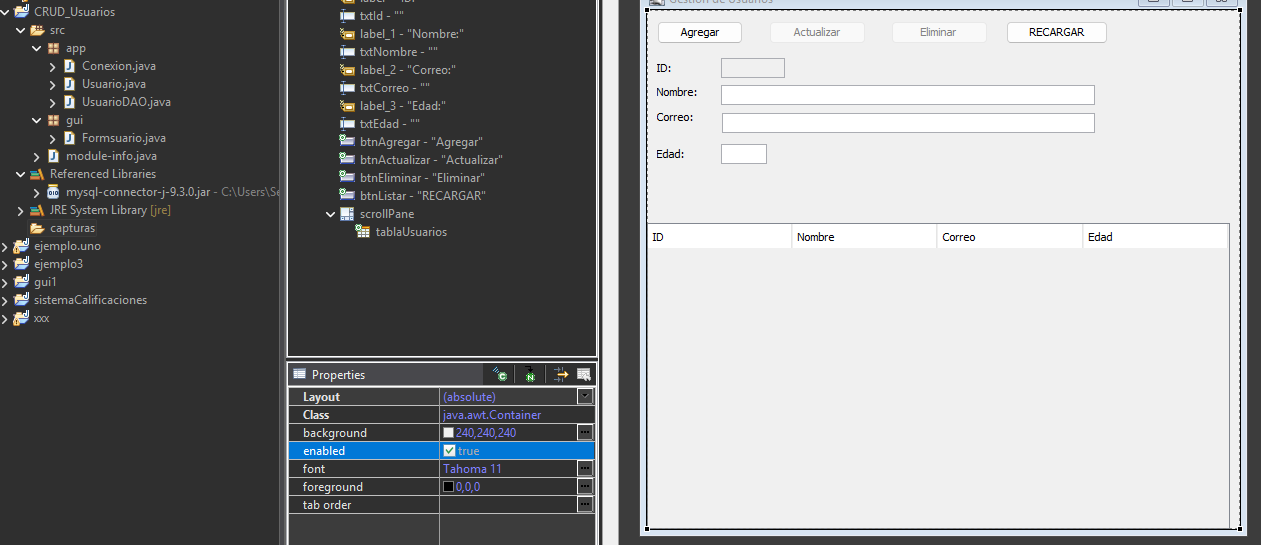 CRUD_Usuarios
src
app
Conexion.java
Usuario.java
UsuarioDAO.java
gui
Formsuario.java
module-info.java
Referenced Libraries
mysql-connector-j-9.3.0.jar - C:\Users\Se
JRE System Library [jre]
capturas
ejemplo.uno
ejemplo3
gui1
sistemaCalificaciones
xxx
txtId - ""
label_1 - "Nombre:"
txtNombre - ""
label_2 - "Correo:"
txtCorreo - ""
label_3 - "Edad:"
txtEdad - ""
btnAgregar - "Agregar"
btnActualizar - "Actualizar"
btnEliminar - "Eliminar"
btnListar - "RECARGAR"
scrollPane
tablaUsuarios
Properties
Layout (absolute)
Class java.awt.Container
background 240,240,240
enabled true
font Tahoma 11
foreground 0,0,0
tab order
Gestión de Usuarios
Agregar Actualizar Eliminar RECARGAR
ID:
Nombre:
Correo:
Edad:
ID Nombre Correo Edad